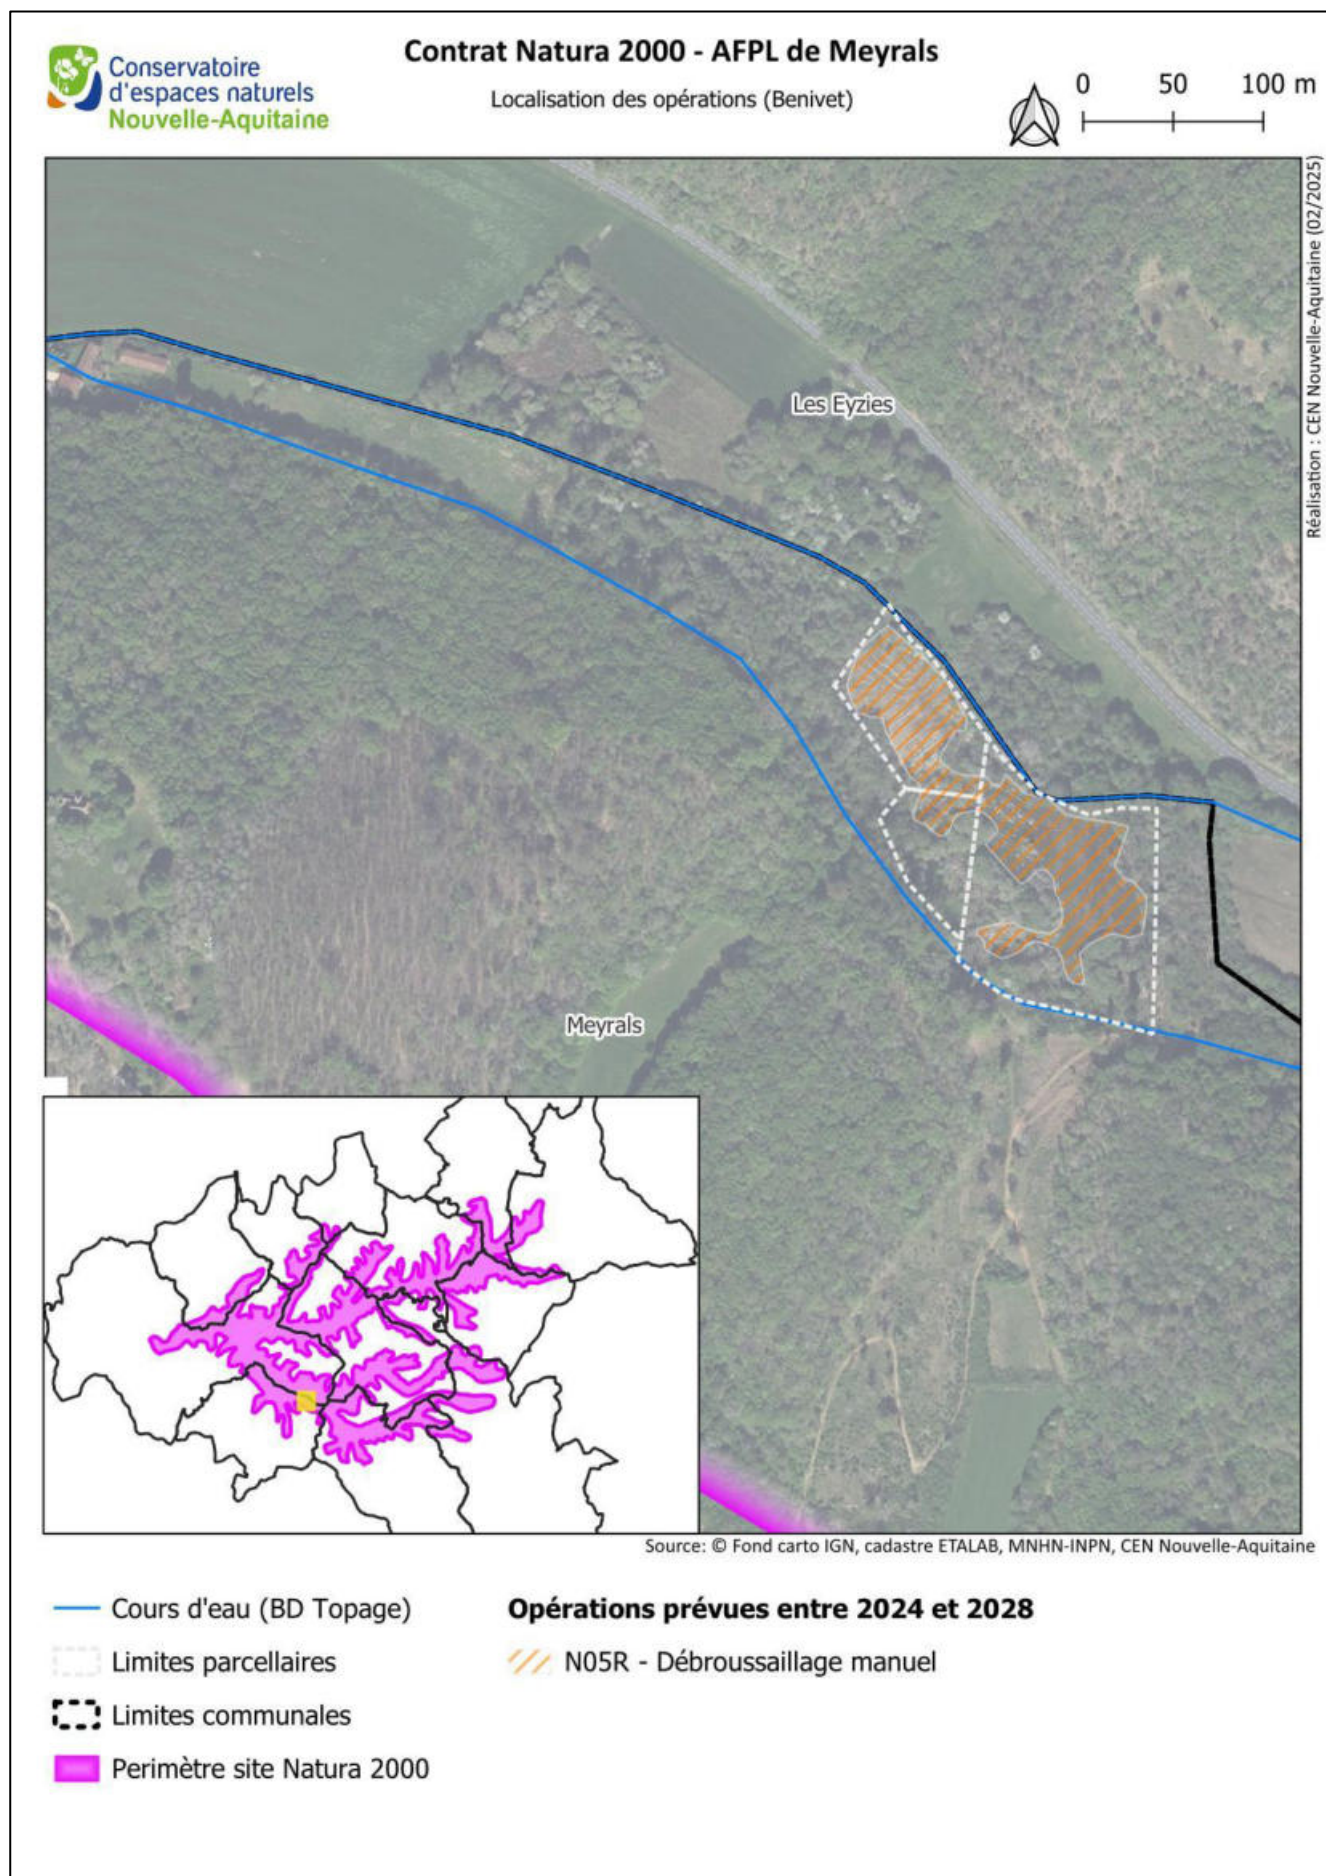 Conservatoire
d'espaces naturels
Nouvelle-Aquitaine
Contrat Natura 2000 - AFPL de Meyrals
Localisation des opérations (Benivet)
0 50 100 m
Réalisation : CEN Nouvelle-Aquitaine (02/2025)
Les Eyzies
Meyrals
Source: © Fond carto IGN, cadastre ETALAB, MNHN-INPN, CEN Nouvelle-Aquitaine
Cours d'eau (BD Topage)
Limites parcellaires
Limites communales
Perimètre site Natura 2000
Opérations prévues entre 2024 et 2028
N05R - Débroussaillage manuel